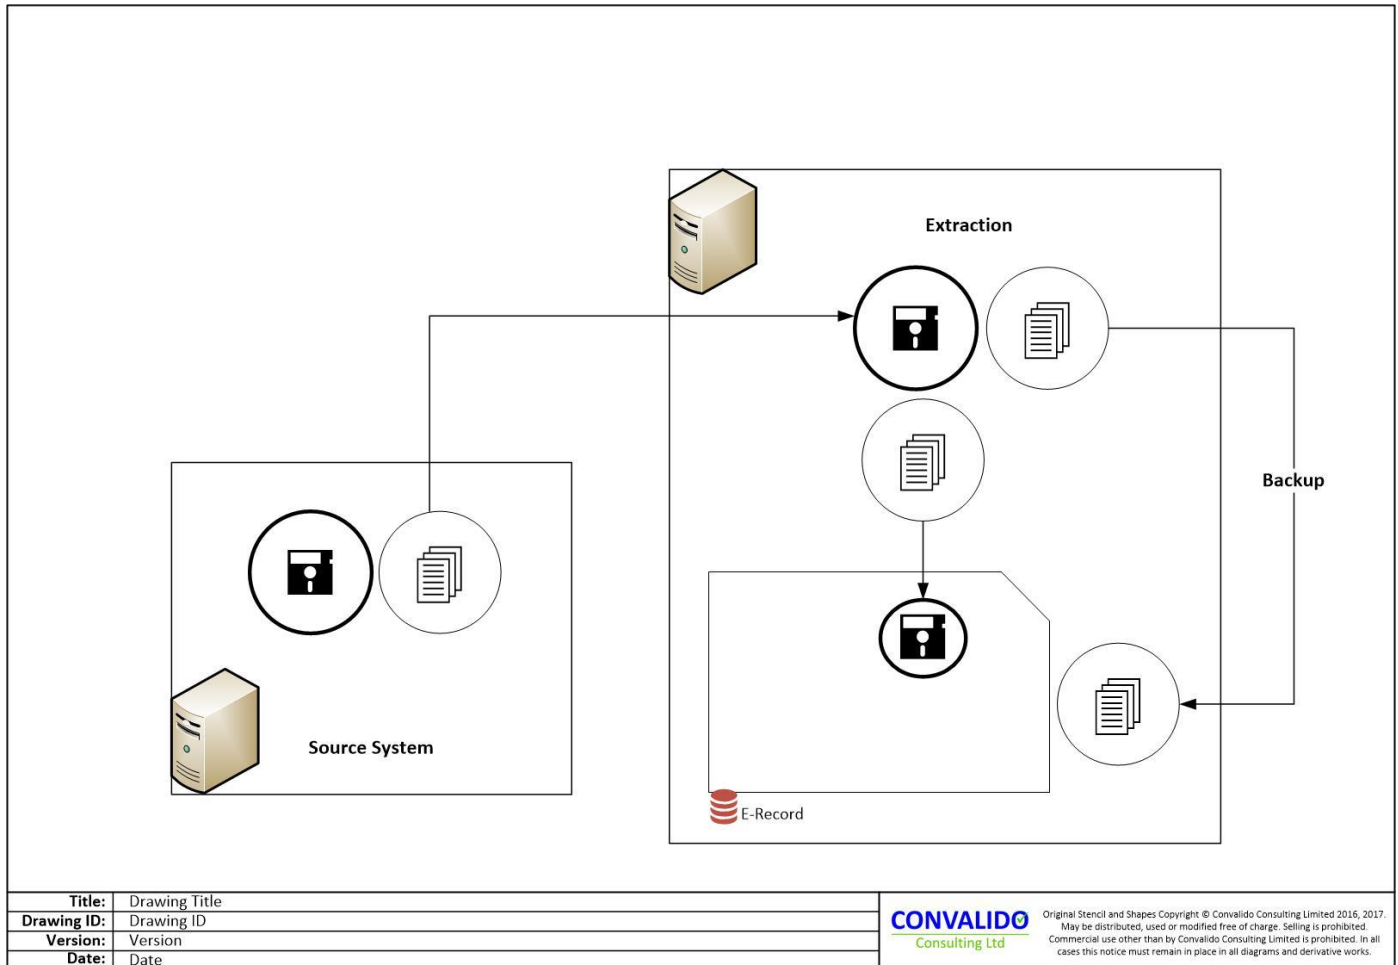 Extraction
Backup
Source System
E-Record
Title: Drawing Title
Drawing ID: Drawing ID
Version: Version
Date: Date
CONVALIDO
Consulting Ltd
Original Stencil and Shapes Copyright © Convalido Consulting Limited 2016, 2017.
May be distributed, used or modified free of charge. Selling is prohibited.
Commercial use other than by Convalido Consulting Limited is prohibited. In all
cases this notice must remain in place in all diagrams and derivative works.